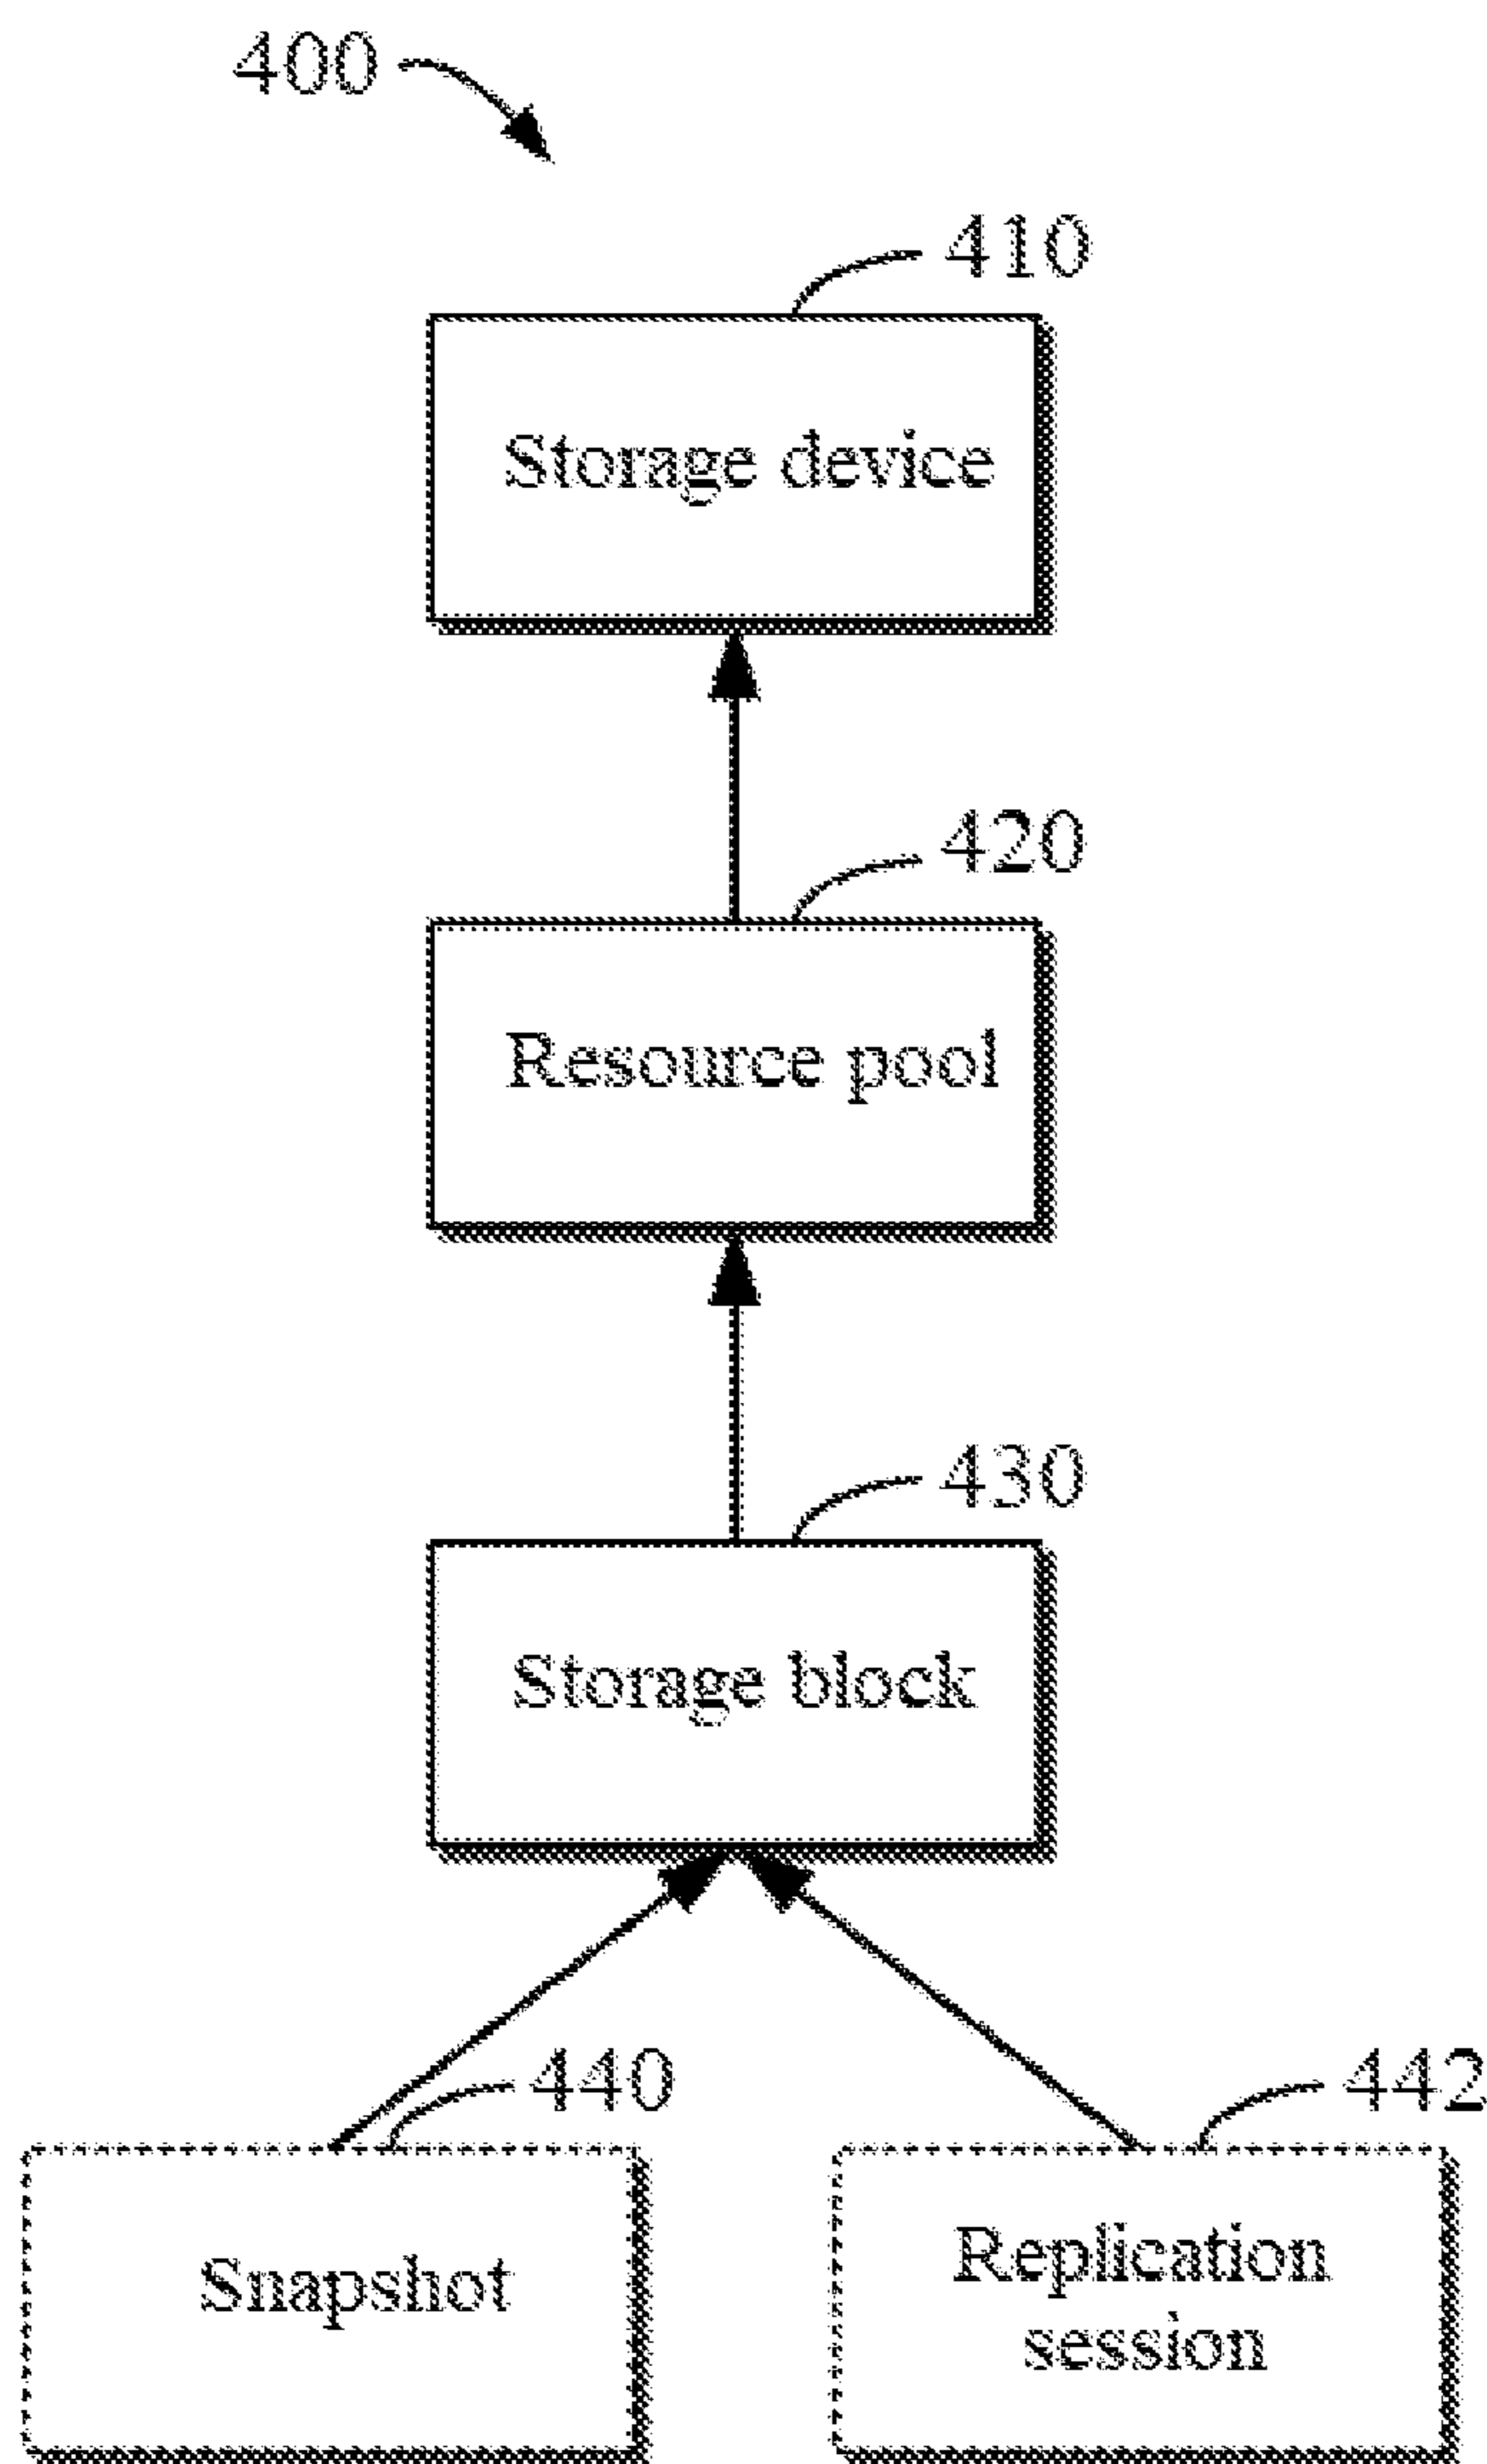 400
410
Storage device
420
Resource pool
430
Storage block
440
442
Snapshot
Replication
session